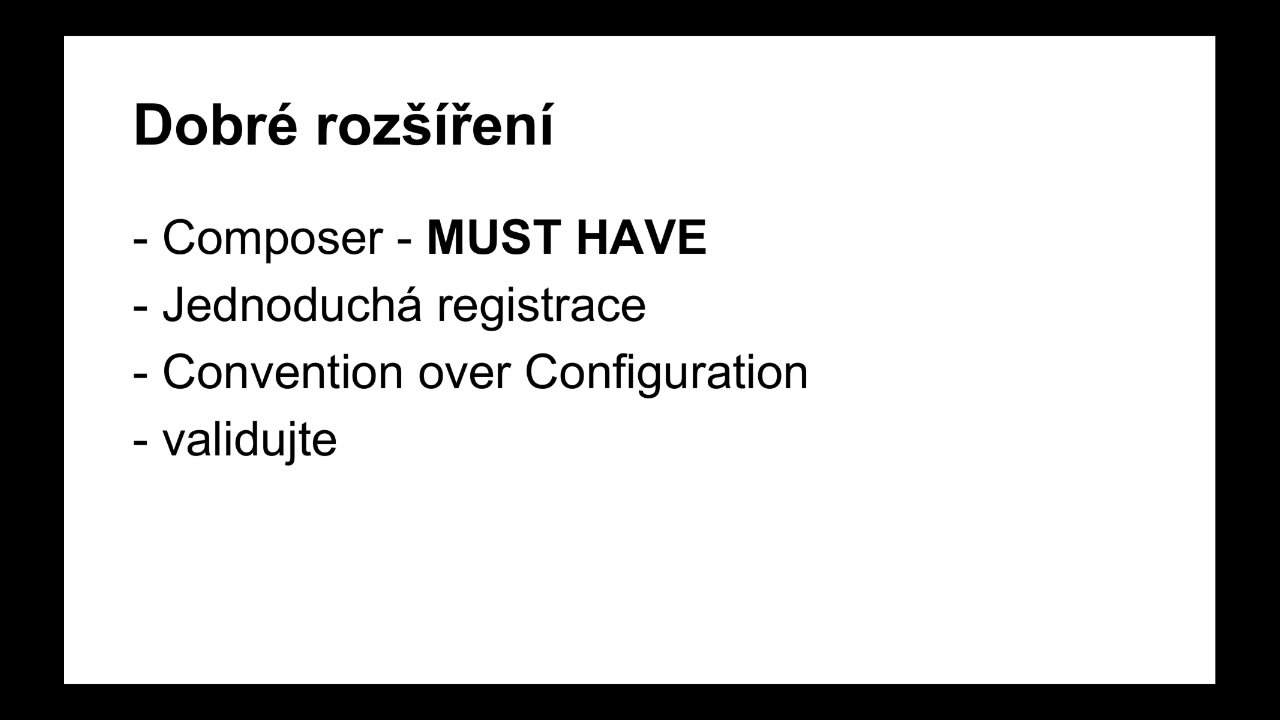 Dobré rozšíření
- Composer - MUST HAVE
- Jednoduchá registrace
- Convention over Configuration
- validujte